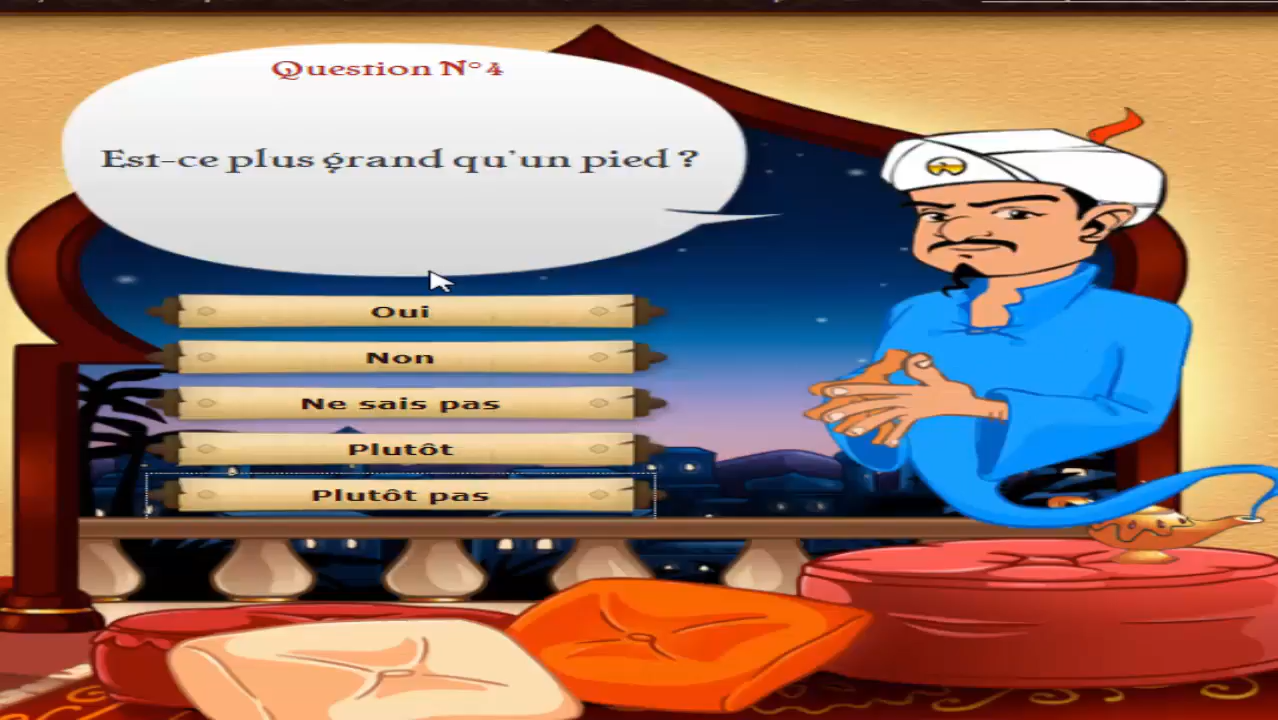 Question N°4
Est-ce plus grand qu'un pied ?
Oui
Non
Ne sais pas
Plutôt
Plutôt pas